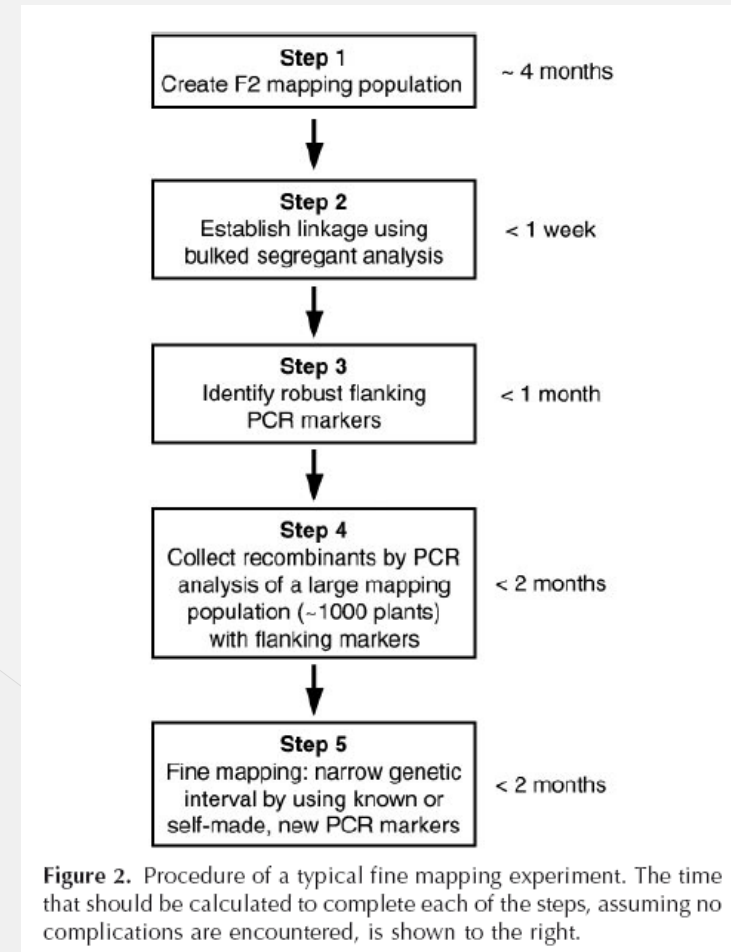 Step 1
Create F2 mapping population
~ 4 months
Step 2
Establish linkage using
bulked segregant analysis
< 1 week
Step 3
Identify robust flanking
PCR markers
< 1 month
Step 4
Collect recombinants by PCR
analysis of a large mapping
population (~1000 plants)
with flanking markers
< 2 months
Step 5
Fine mapping: narrow genetic
interval by using known or
self-made, new PCR markers
< 2 months
Figure 2. Procedure of a typical fine mapping experiment. The time
that should be calculated to complete each of the steps, assuming no
complications are encountered, is shown to the right.